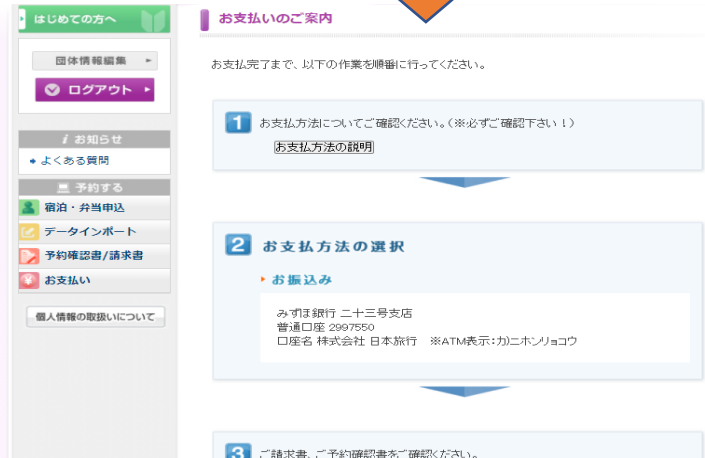 はじめての方へ
団体情報編集
ログアウト
i お知らせ
よくある質問
予約する
宿泊・弁当申込
データインポート
予約確認書/請求書
お支払い
個人情報の取扱いについて
お支払いのご案内
お支払完了まで、以下の作業を順番に行ってください。
1 お支払方法についてご確認ください。(※必ずご確認下さい!)
お支払方法の説明
2 お支払方法の選択
お振込み
みずほ銀行 二十三号支店
普通口座 2997550
口座名 株式会社 日本旅行 ※ATM表示:カ)ニホンリョコウ
3 ご請求書、ご予約確認書をご確認ください。